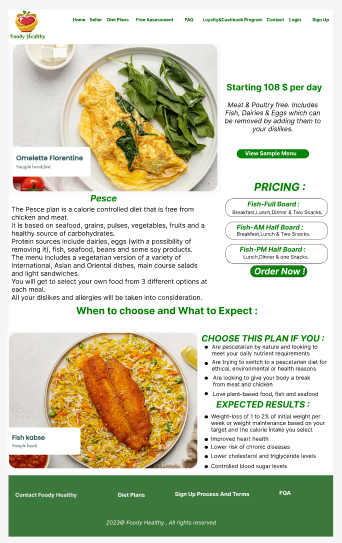 Home Seller Diet Plans Free Assessment FAQ Loyalty&Cashback Program Contact Login Sign Up
Foody Healthy
Starting 108 $ per day
Meat & Poultry free. Includes
Fish, Dairies & Eggs which can
be removed by adding them to
your dislikes.
View Sample Menu
Omelette Florentine
Sample breakfast
Pesce
The Pesce plan is a calorie controlled diet that is free from
chicken and meat.
It is based on seafood, grains, pulses, vegetables, fruits and a
healthy source of carbohydrates.
Protein sources include dairies, eggs (with a possibility of
removing it), fish, seafood, beans and some soy products.
The menu includes a vegetarian version of a variety of
International, Asian and Oriental dishes, main course salads
and light sandwiches.
You will get to select your own food from 3 different options at
each meal.
All your dislikes and allergies will be taken into consideration.
PRICING :
Fish-Full Board :
Breakfast,Lunch,Dinner & Two Snacks.
Fish-AM Half Board :
Breakfast,Lunch & Two Snacks.
Fish-PM Half Board :
Lunch,Dinner & one Snacks.
Order Now !
When to choose and What to Expect :
Fish kabse
Sample lunch
CHOOSE THIS PLAN IF YOU :
Are pescatarian by nature and looking to
meet your daily nutrient requirements
Are trying to switch to a pescatarian diet for
ethical, environmental or health reasons
Are looking to give your body a break
from meat and chicken
Love plant-based food, fish and seafood
EXPECTED RESULTS :
Weight-loss of 1 to 2% of initial weight per
week or weight maintenance based on your
target and the calorie intake you select
Improved heart health
Lower risk of chronic diseases
Lower cholesterol and triglyceride levels
Controlled blood sugar levels
Contact Foody Healthy Diet Plans Sign Up Process And Terms FQA
2023© Foody Healthy , All rights reserved